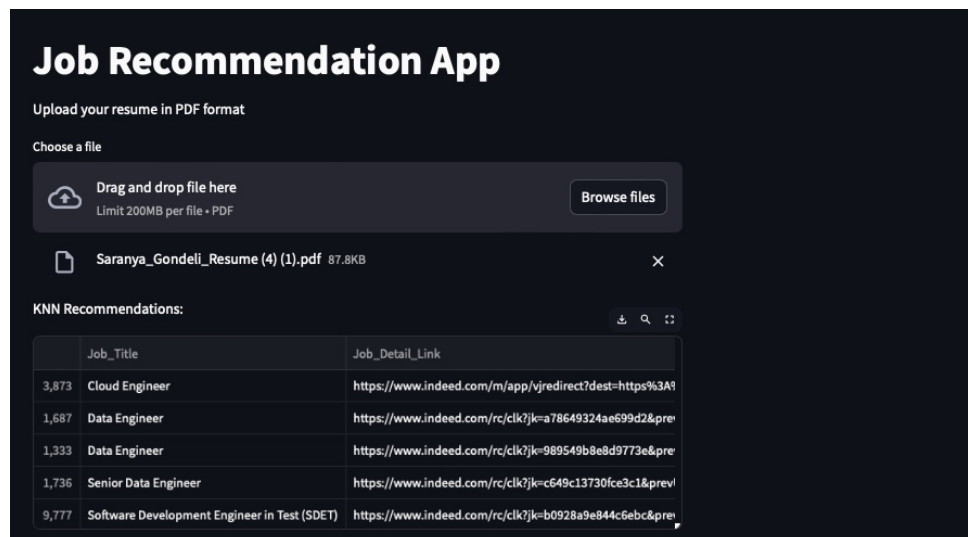 Job Recommendation App
Upload your resume in PDF format
Choose a file
Drag and drop file here
Limit 200MB per file • PDF
Browse files
Saranya_Gondeli_Resume (4) (1).pdf 87.8KB
KNN Recommendations:
Job_Title Job_Detail_Link
3,873 Cloud Engineer https://www.indeed.com/m/app/vjredirect?dest=https%3A%
1,687 Data Engineer https://www.indeed.com/rc/clk?jk=a78649324ae699d2&pre
1,333 Data Engineer https://www.indeed.com/rc/clk?jk=989549b8e8d9773e&pre
1,736 Senior Data Engineer https://www.indeed.com/rc/clk?jk=c649c13730fce3c1&prev
9,777 Software Development Engineer in Test (SDET) https://www.indeed.com/rc/clk?jk=b0928a9e844c6ebc&pre